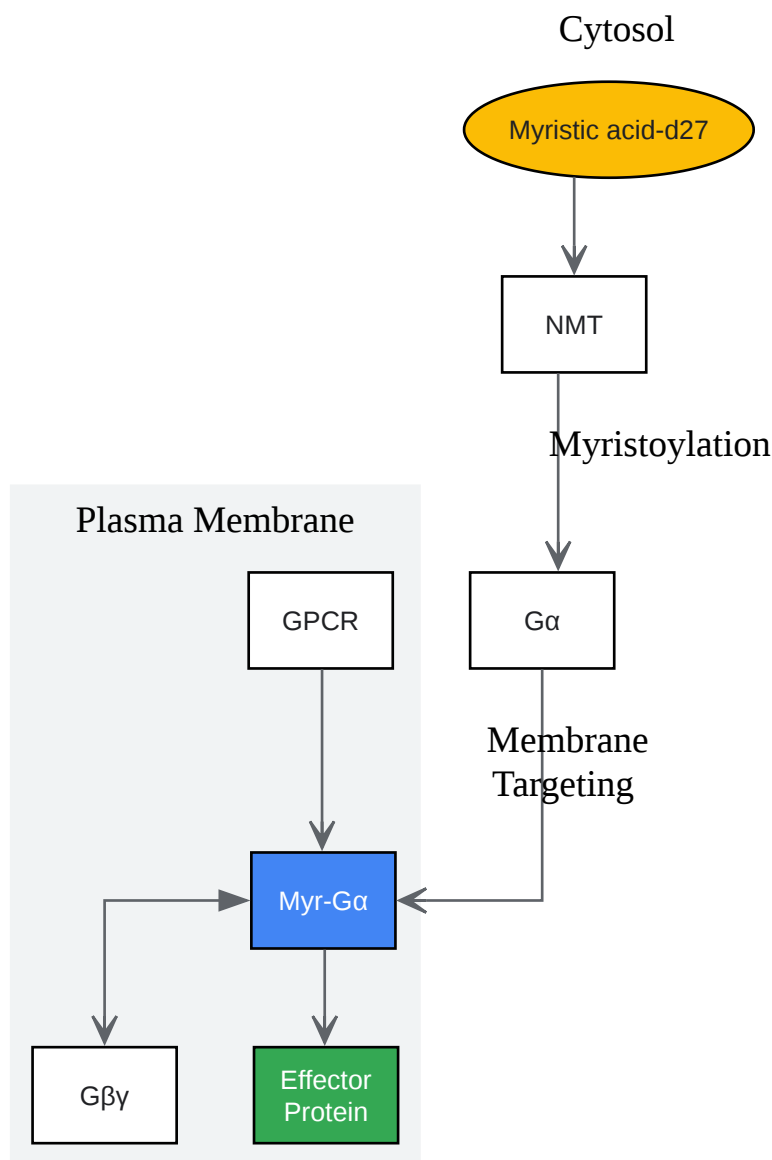 Cytosol
Myristic acid-d27
NMT
Myristoylation
Plasma Membrane
GPCR
Gα
Membrane
Targeting
Myr-Gα
Gβγ
Effector
Protein